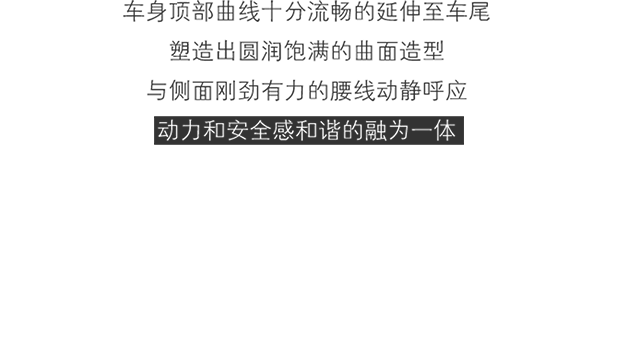 车身顶部曲线十分流畅的延伸至车尾
塑造出圆润饱满的曲面造型
与侧面刚劲有力的腰线动静呼应
动力和安全感和谐的融为一体